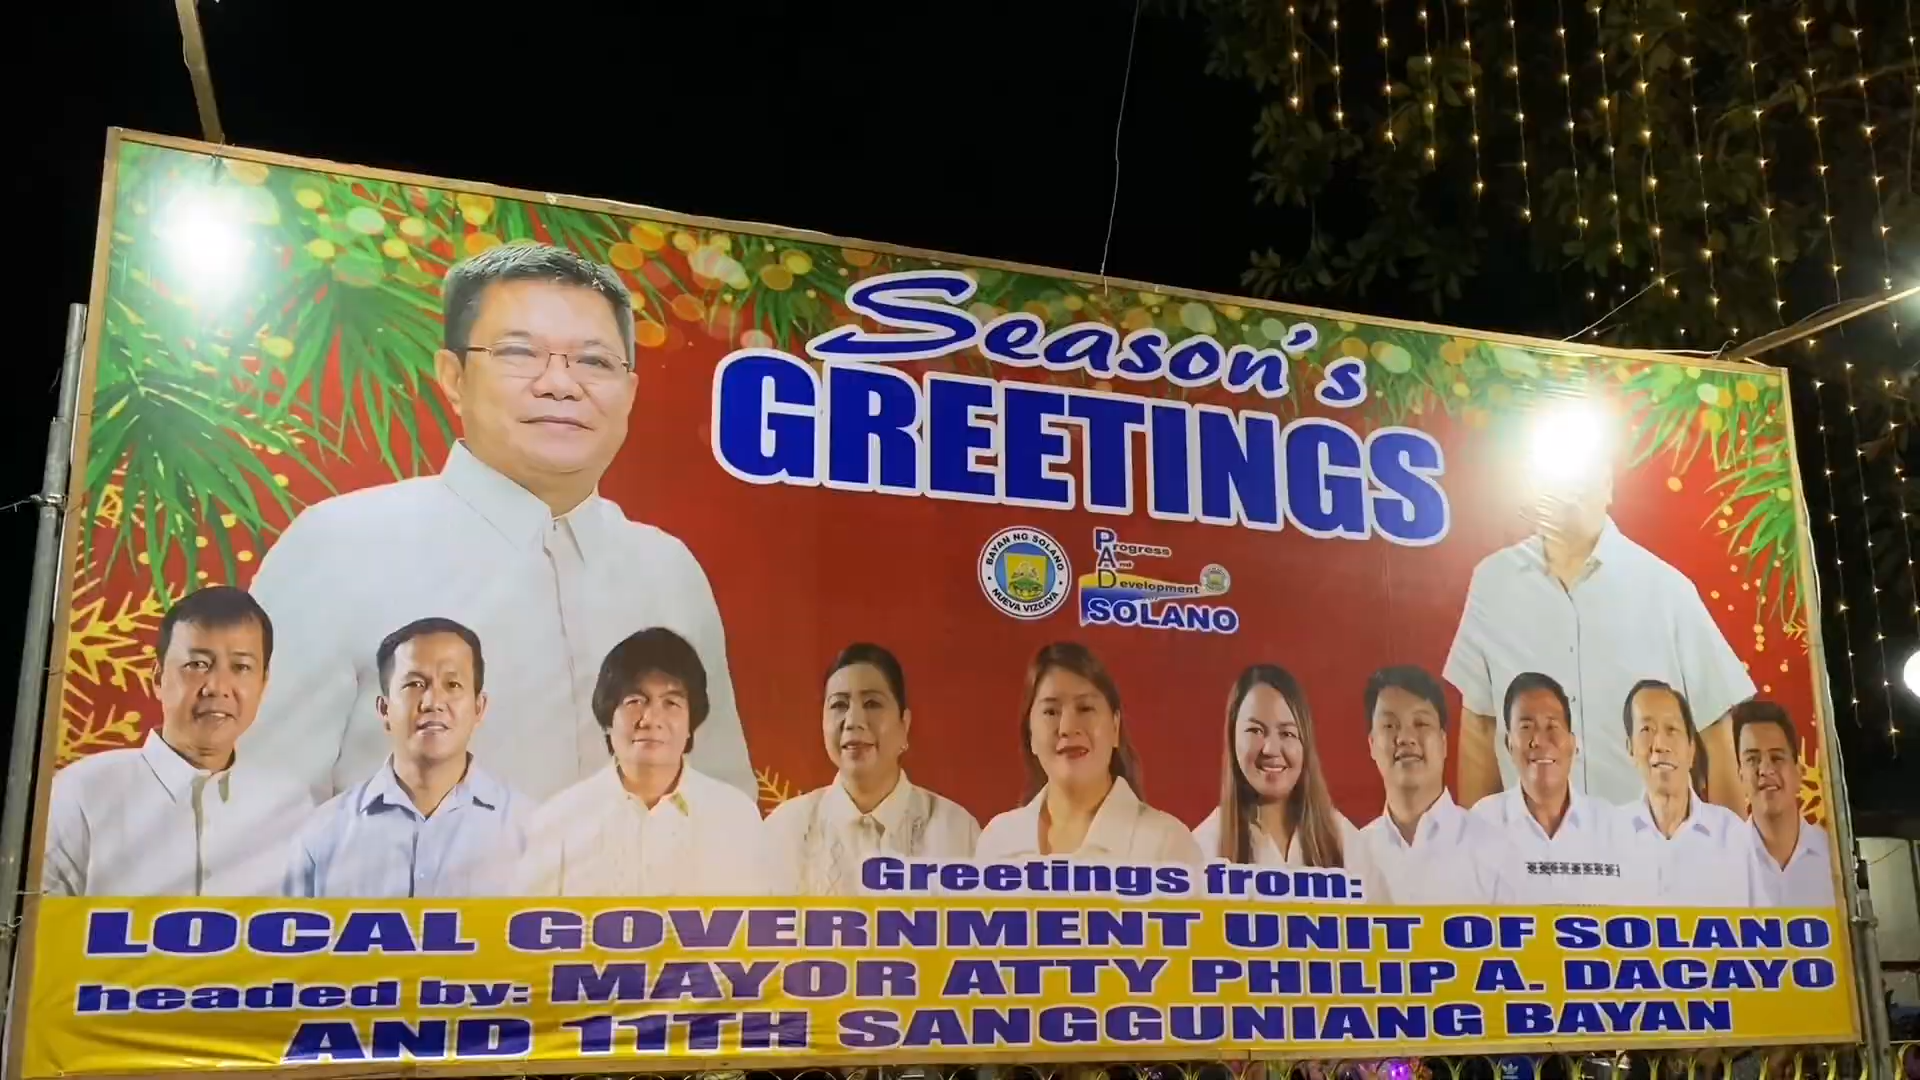 Season's
GREETINGS
BAYAN NG SOLANO
NUEVA VIZCAYA
Progress
And
Development
SOLANO
Greetings from:
LOCAL GOVERNMENT UNIT OF SOLANO
headed by: MAYOR ATTY PHILIP A. DACAYO
AND 11TH SANGGUNIANG BAYAN